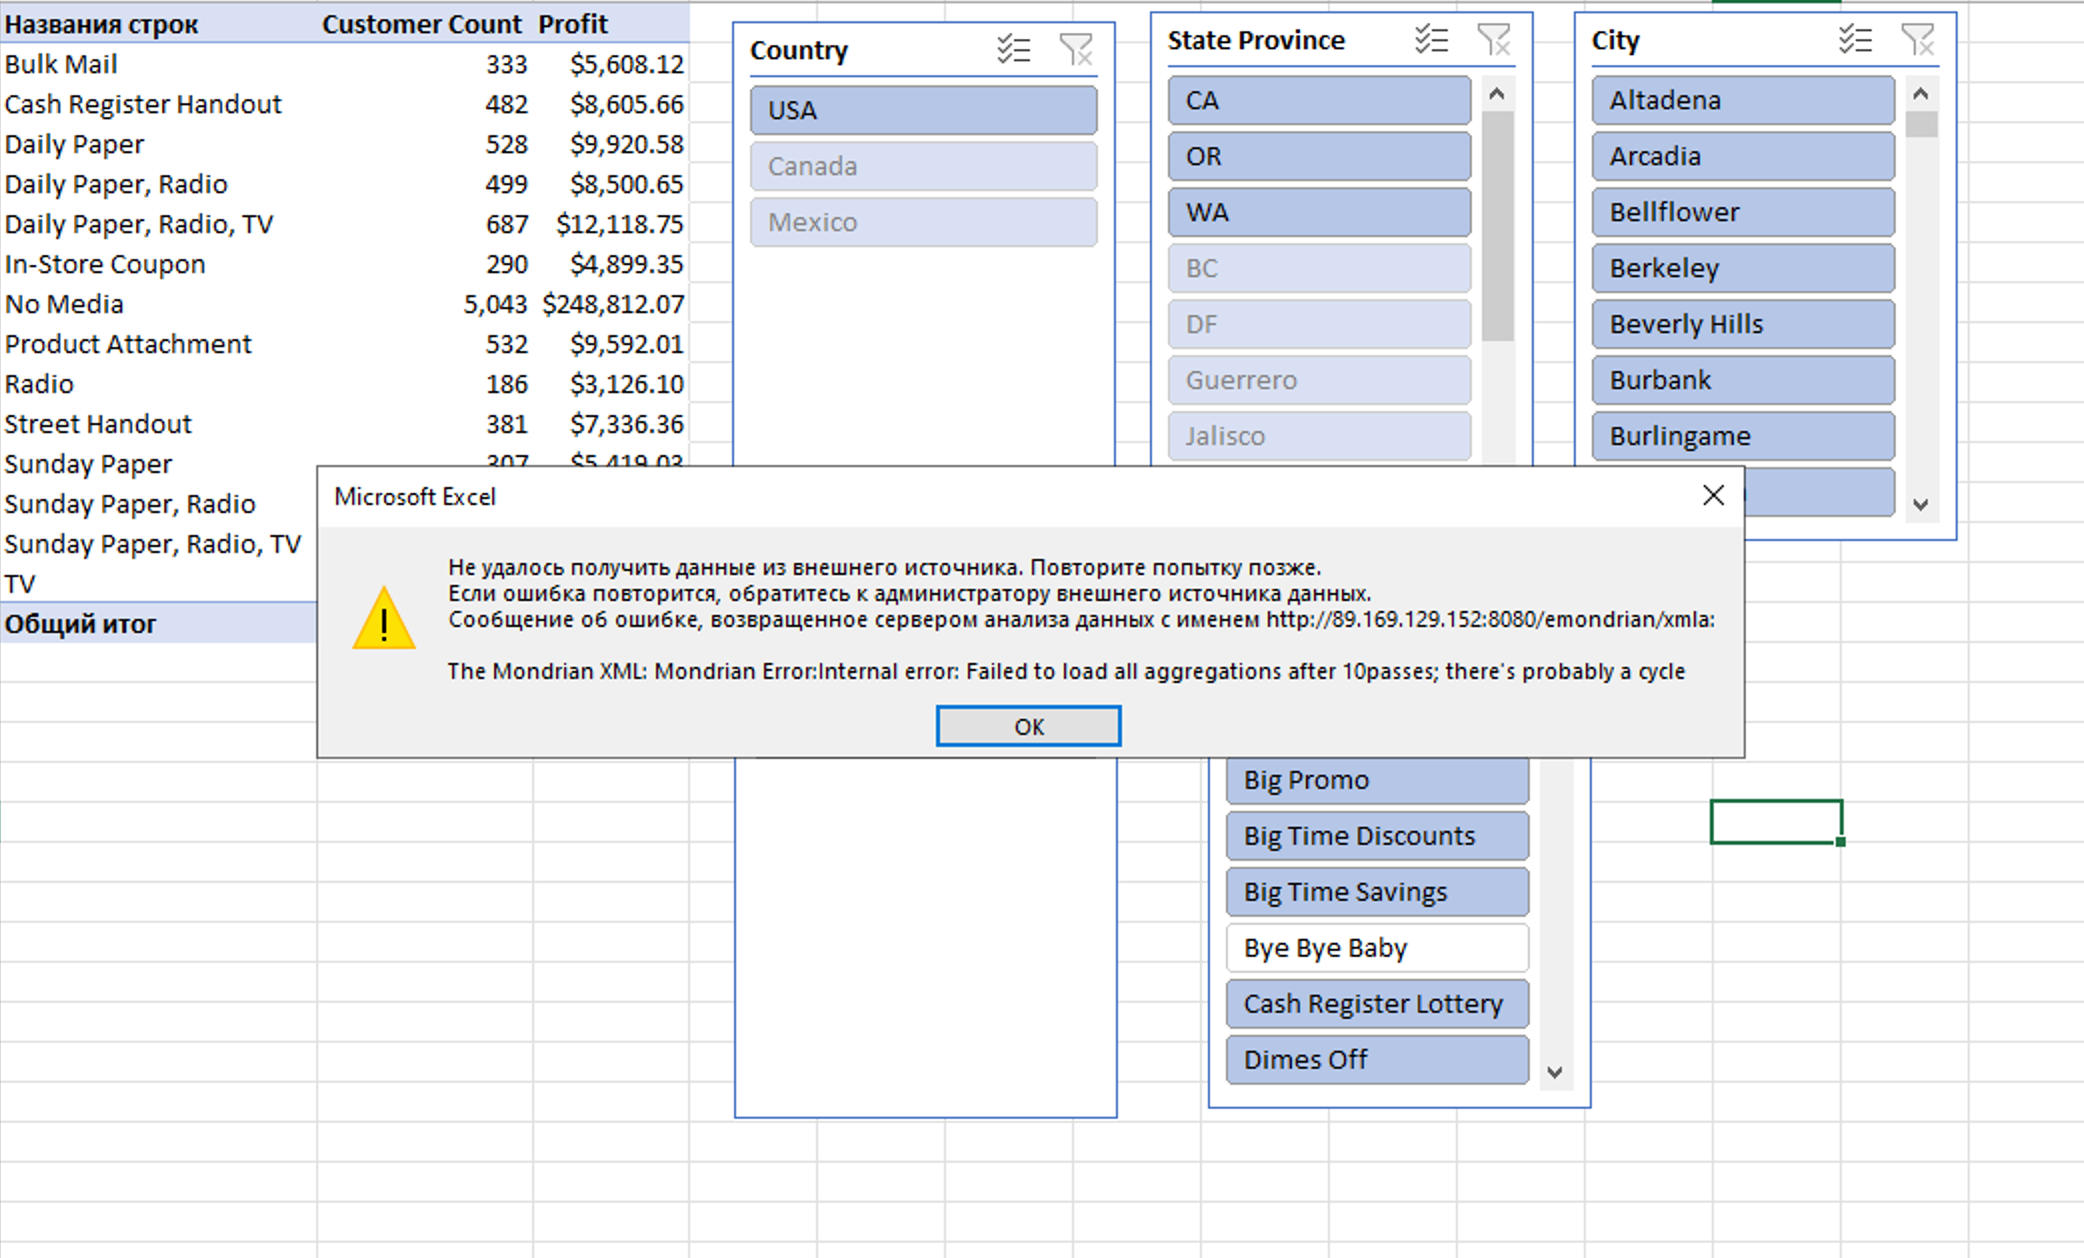 Названия строк Customer Count Profit
Bulk Mail 333 $5,608.12
Cash Register Handout 482 $8,605.66
Daily Paper 528 $9,920.58
Daily Paper, Radio 499 $8,500.65
Daily Paper, Radio, TV 687 $12,118.75
In-Store Coupon 290 $4,899.35
No Media 5,043 $248,812.07
Product Attachment 532 $9,592.01
Radio 186 $3,126.10
Street Handout 381 $7,336.36
Sunday Paper 307 $5,419.03
Sunday Paper, Radio
Sunday Paper, Radio, TV
TV
Общий итог
Country
USA
Canada
Mexico
State Province
CA
OR
WA
BC
DF
Guerrero
Jalisco
City
Altadena
Arcadia
Bellflower
Berkeley
Beverly Hills
Burbank
Burlingame
Microsoft Excel
Не удалось получить данные из внешнего источника. Повторите попытку позже.
Если ошибка повторится, обратитесь к администратору внешнего источника данных.
Сообщение об ошибке, возвращенное сервером анализа данных с именем http://89.169.129.152:8080/emondrian/xmla:
The Mondrian XML: Mondrian Error:Internal error: Failed to load all aggregations after 10passes; there's probably a cycle
OK
Big Promo
Big Time Discounts
Big Time Savings
Bye Bye Baby
Cash Register Lottery
Dimes Off